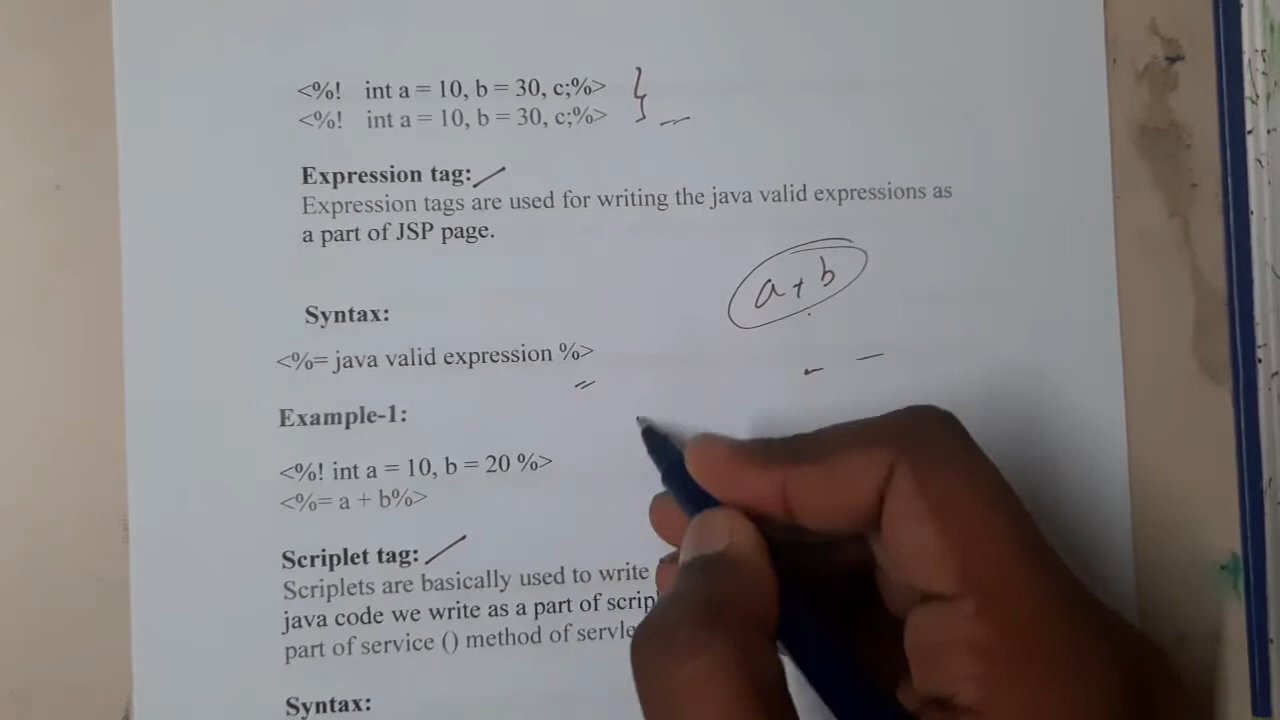 <%! int a = 10, b = 30, c;%>
<%! int a = 10, b = 30, c;%>
Expression tag:
Expression tags are used for writing the java valid expressions as
a part of JSP page.
a + b
Syntax:
<%= java valid expression %>
Example-1:
<%! int a = 10, b = 20 %>
<%= a + b%>
Scriplet tag:
Scriplets are basically used to write
java code we write as a part of scrip
part of service () method of servle
Syntax: